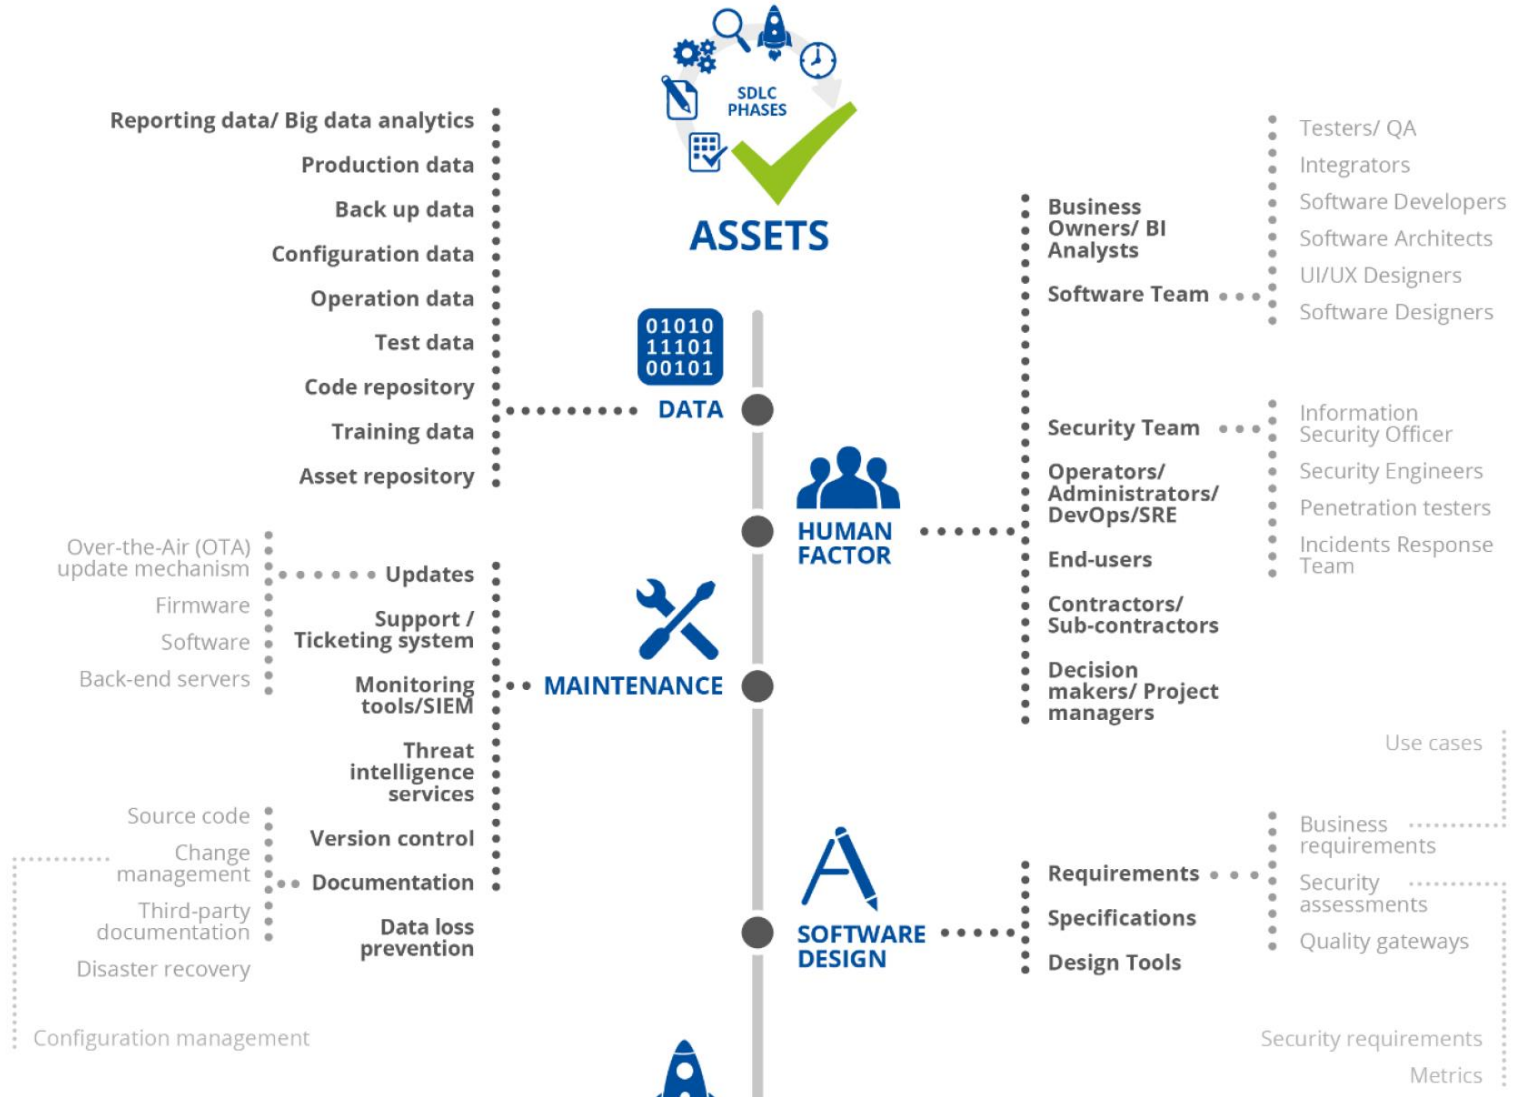 SDLC
PHASES
ASSETS
01010
11101
00101
DATA
Reporting data/ Big data analytics
Production data
Back up data
Configuration data
Operation data
Test data
Code repository
Training data
Asset repository
HUMAN
FACTOR
Business
Owners/ BI
Analysts
Software Team
Testers/ QA
Integrators
Software Developers
Software Architects
UI/UX Designers
Software Designers
Security Team
Information
Security Officer
Security Engineers
Penetration testers
Incidents Response
Team
Operators/
Administrators/
DevOps/SRE
End-users
Contractors/
Sub-contractors
Decision
makers/ Project
managers
MAINTENANCE
Updates
Over-the-Air (OTA)
update mechanism
Firmware
Software
Back-end servers
Support /
Ticketing system
Monitoring
tools/SIEM
Threat
intelligence
services
Version control
Documentation
Source code
Change
management
Third-party
documentation
Disaster recovery
Configuration management
Data loss
prevention
SOFTWARE
DESIGN
Requirements
Business
requirements
Use cases
Security
assessments
Security requirements
Metrics
Quality gateways
Specifications
Design Tools